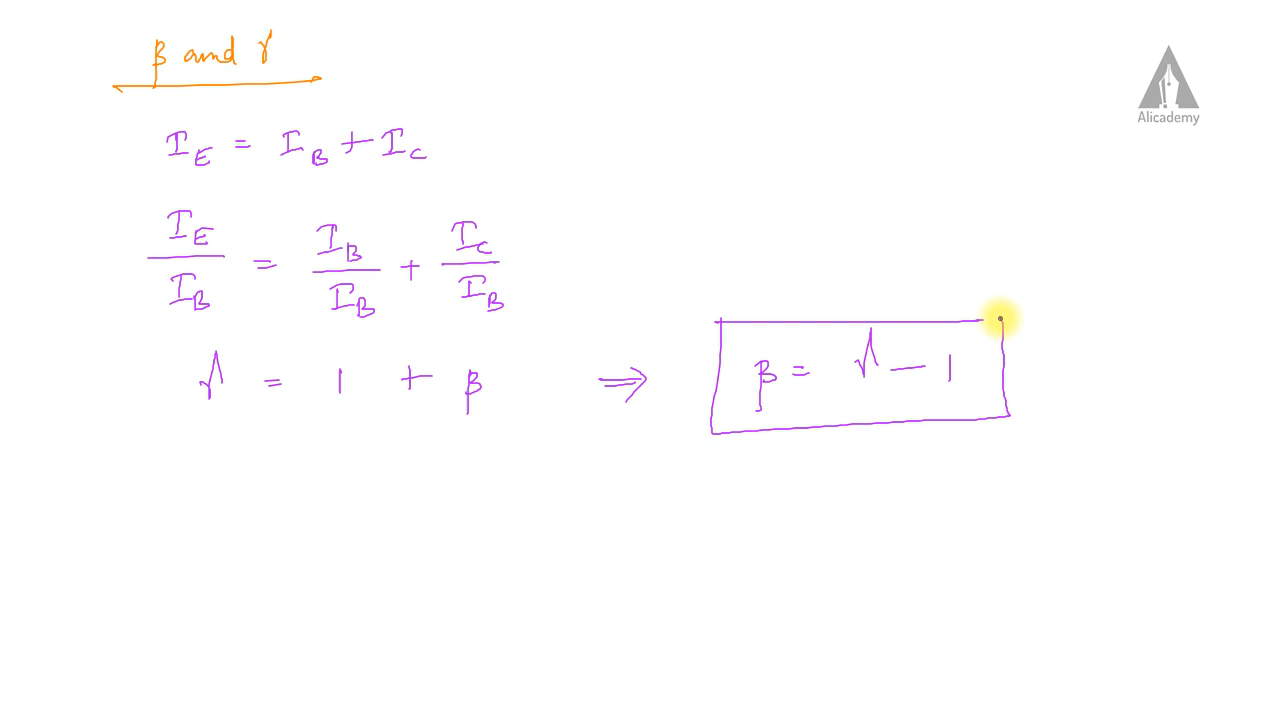 β and γ
Alicademy
I_E = I_B + I_C
I_E/I_B = I_B/I_B + I_C/I_B
γ = 1 + β ⇒ β = γ − 1